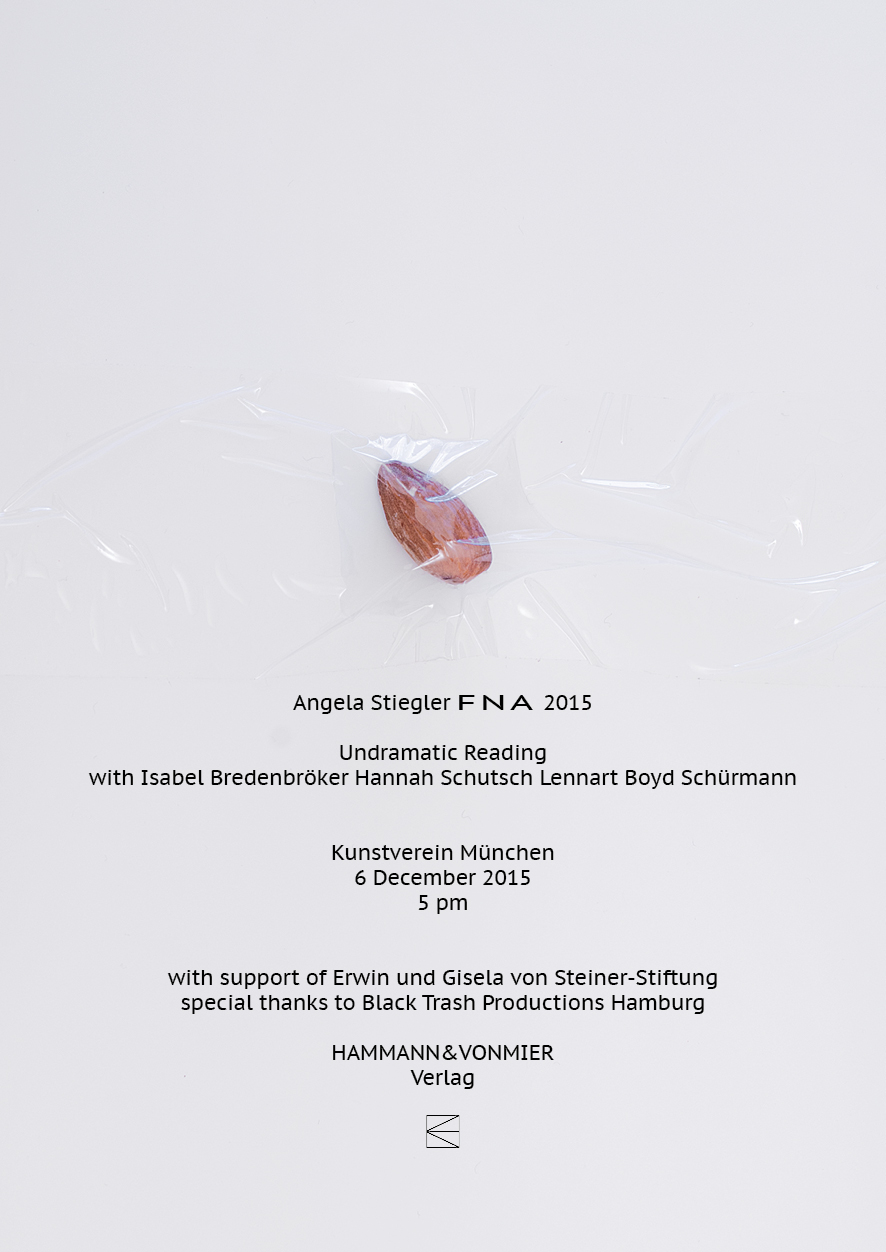 Angela Stiegler FNA 2015
Undramatic Reading
with Isabel Bredenbröker Hannah Schutsch Lennart Boyd Schürmann
Kunstverein München
6 December 2015
5 pm
with support of Erwin und Gisela von Steiner-Stiftung
special thanks to Black Trash Productions Hamburg
HAMMANN&VONMIER
Verlag